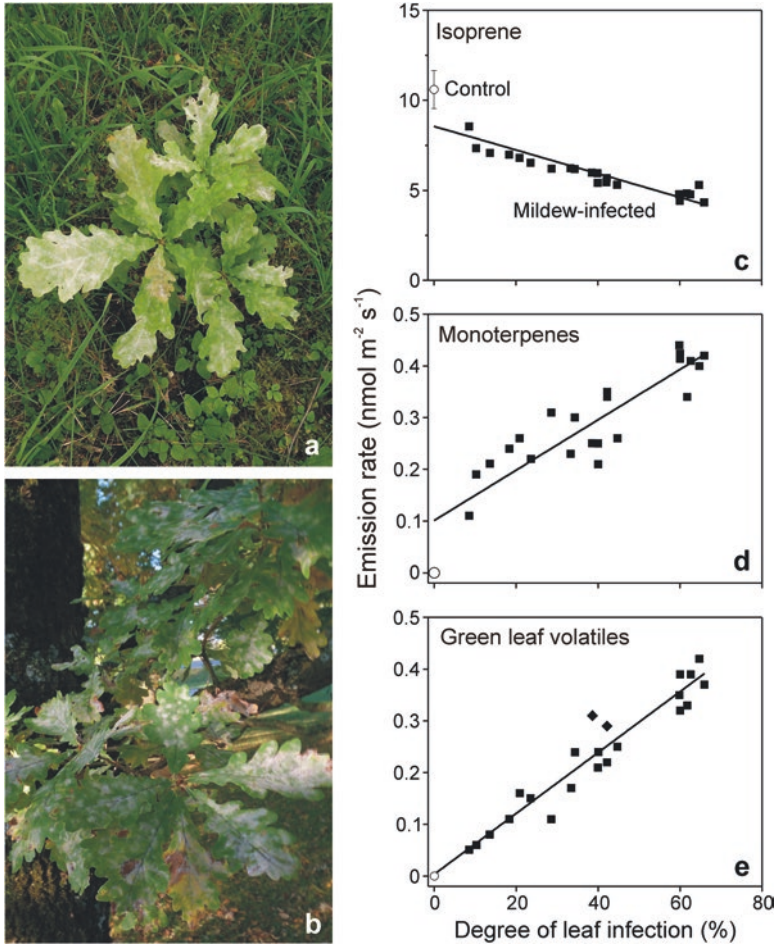 a
b
15
10
5
0
Isoprene
Control
Mildew-infected
c
Emission rate (nmol m⁻² s⁻¹)
0.5
0.4
0.3
0.2
0.1
0
Monoterpenes
d
0.5
0.4
0.3
0.2
0.1
0
Green leaf volatiles
e
0 20 40 60 80
Degree of leaf infection (%)